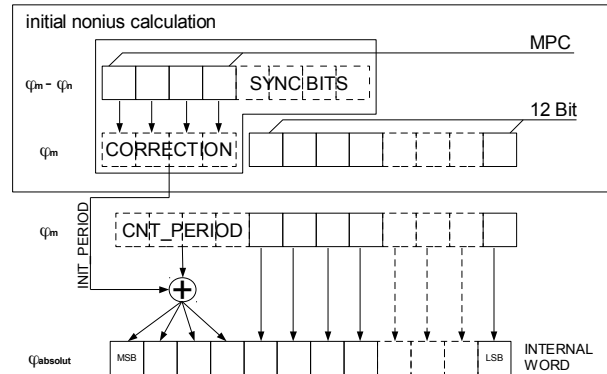 initial nonius calculation
MPC
φm - φn
SYNC BITS
12 Bit
φm
CORRECTION
INIT_PERIOD
φm
CNT_PERIOD
+
φabsolut
MSB
LSB
INTERNAL
WORD